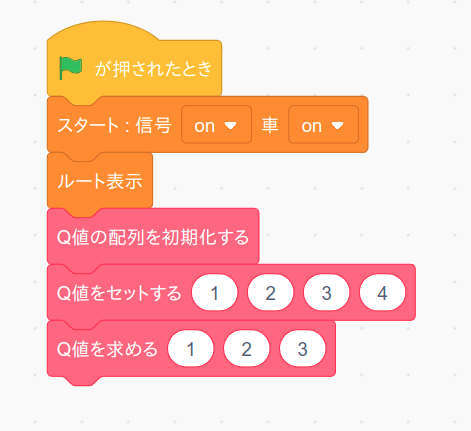 が押されたとき
スタート : 信号 on 車 on
ルート表示
Q値の配列を初期化する
Q値をセットする 1 2 3 4
Q値を求める 1 2 3